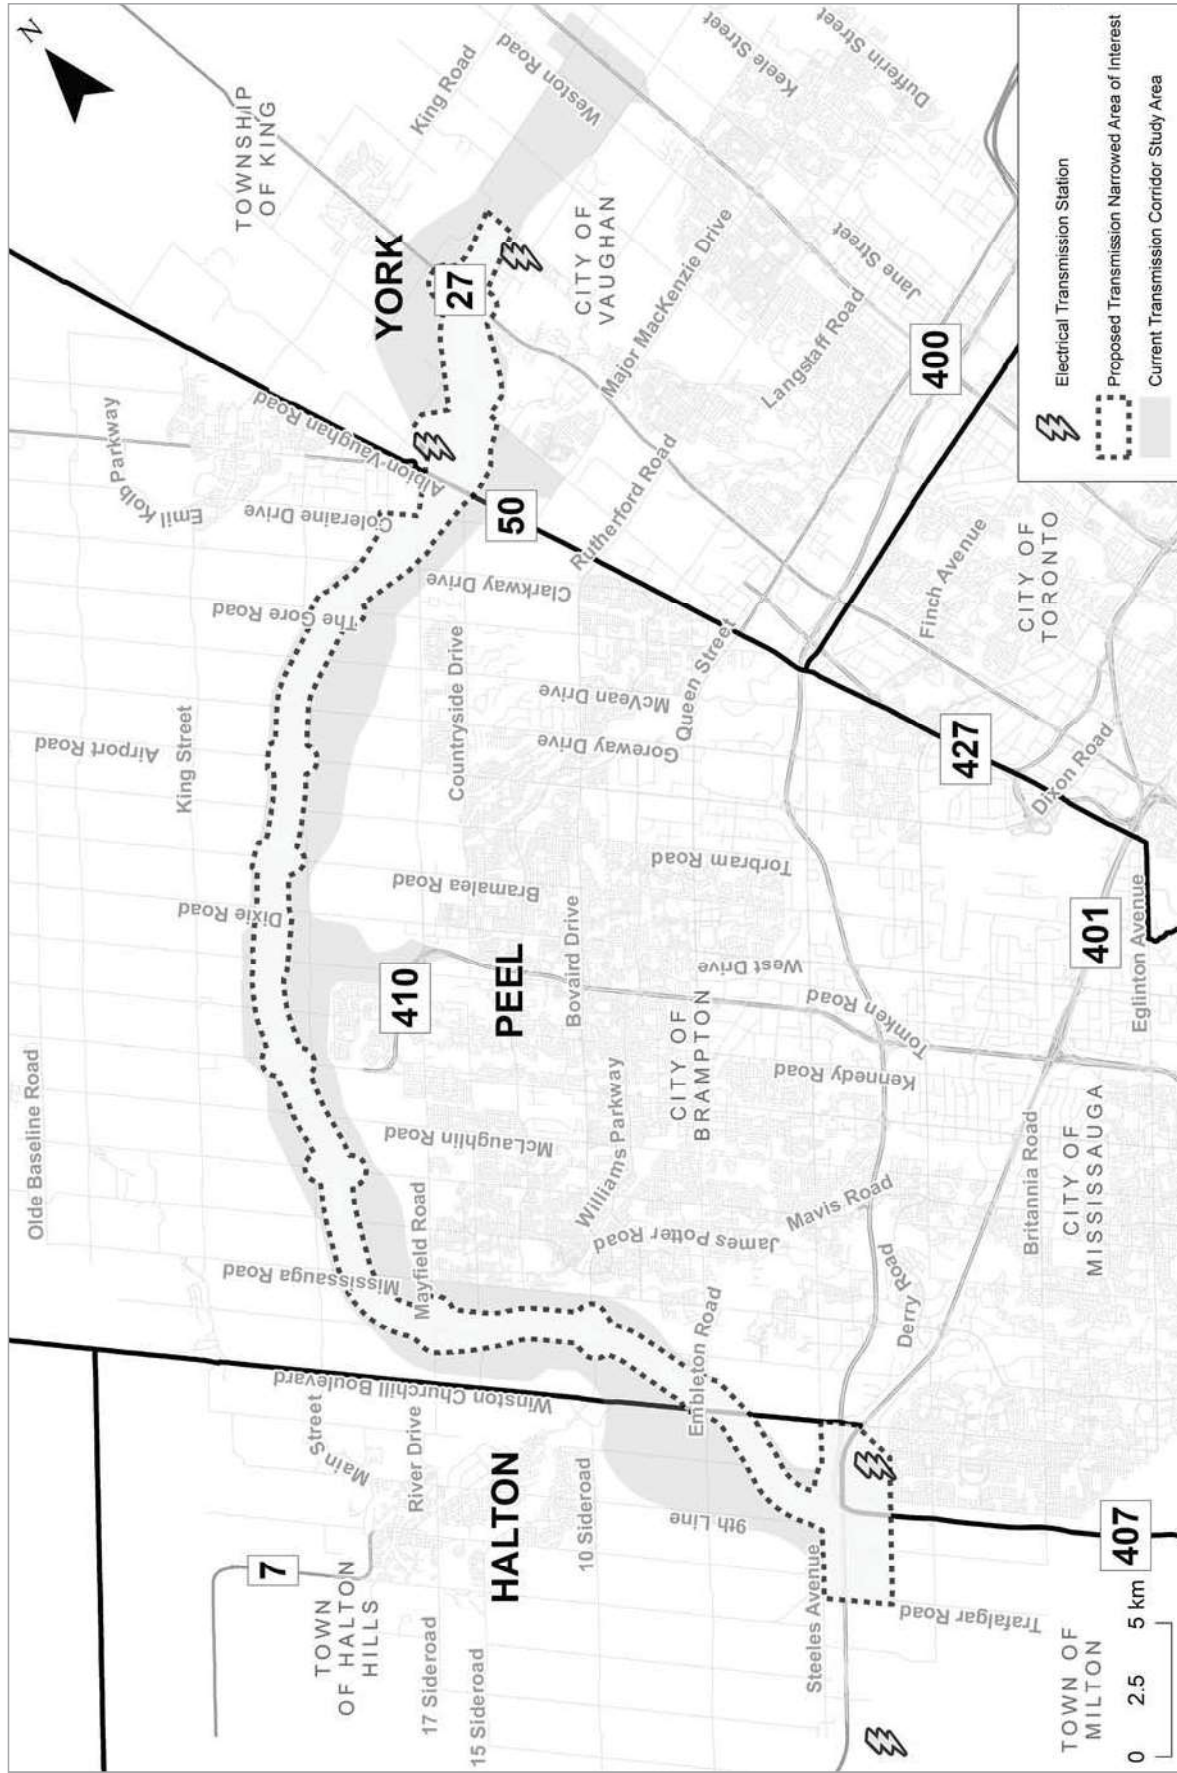 N
TOWNSHIP
OF KING
King Road
Weston Road
Keele Street
Dufferin Street
YORK
27
CITY OF
VAUGHAN
Major MacKenzie Drive
Jane Street
Langstaff Road
400
Rutherford Road
Albion-Vaughan Road
Emil Kolb Parkway
Coleraine Drive
50
Clarkway Drive
The Gore Road
Countryside Drive
McVean Drive
Queen Street
Goreway Drive
Airport Road
King Street
Finch Avenue
CITY OF
TORONTO
427
Dixon Road
Torbram Road
Bramalea Road
Dixie Road
Bovaird Drive
West Drive
410
PEEL
401
Eglinton Avenue
Tomken Road
Kennedy Road
CITY OF
BRAMPTON
Williams Parkway
McLaughlin Road
Olde Baseline Road
Britannia Road
CITY OF
MISSISSAUGA
Mavis Road
James Potter Road
Mayfield Road
Mississauga Road
Derry Road
Embleton Road
Winston Churchill Boulevard
Main Street
River Drive
HALTON
10 Sideroad
9th Line
7
TOWN
OF HALTON
HILLS
17 Sideroad
15 Sideroad
Steeles Avenue
407
Trafalgar Road
TOWN OF
MILTON
0 2.5 5 km
Electrical Transmission Station
Proposed Transmission Narrowed Area of Interest
Current Transmission Corridor Study Area